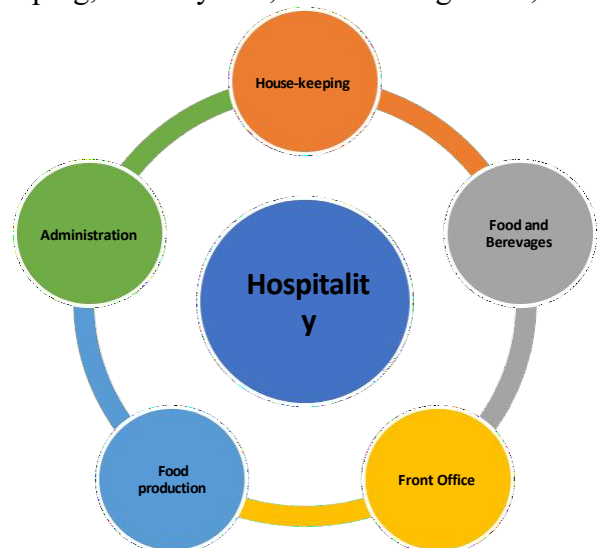 House-keeping
Food and
Berevages
Front Office
Food
production
Administration
Hospitalit
y